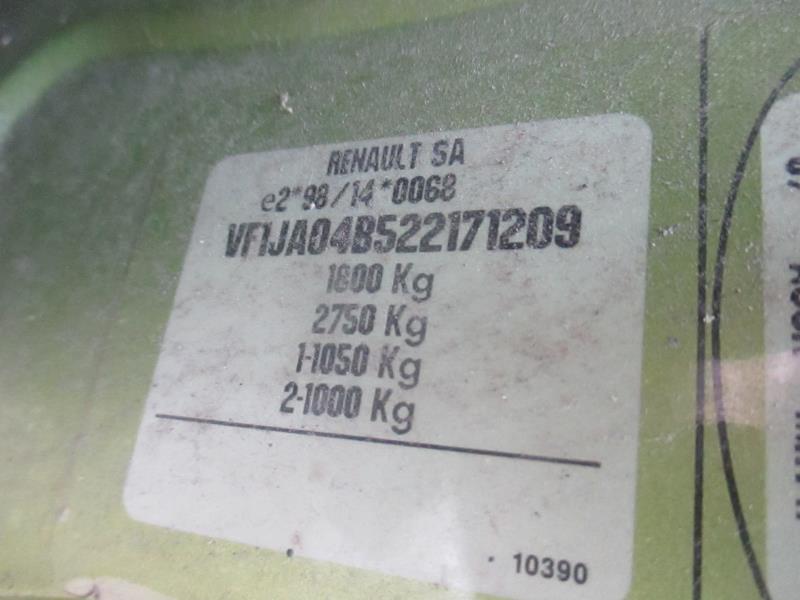 RENAULT SA
e2*98/14*0068
VF1JA04B522171209
1800 Kg
2750 Kg
1-1050 Kg
2-1000 Kg
10390